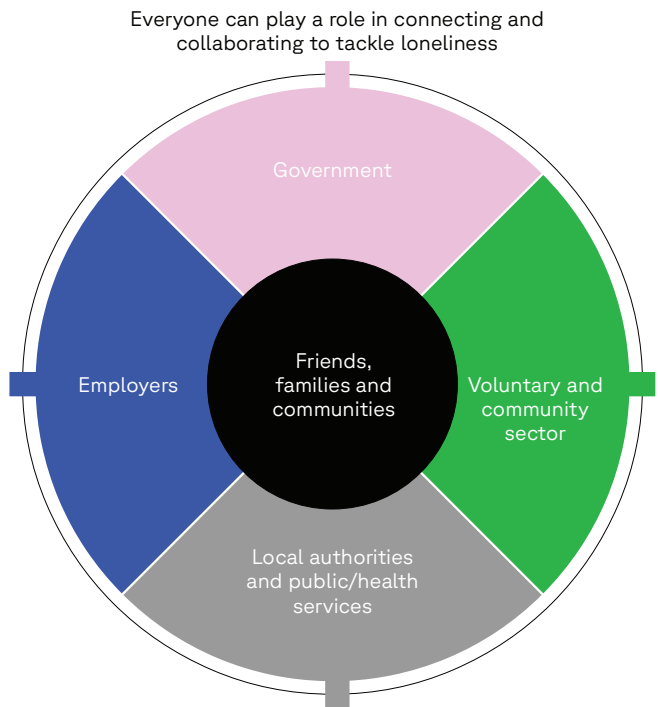 Everyone can play a role in connecting and
collaborating to tackle loneliness
Government
Employers
Friends,
families and
communities
Voluntary and
community
sector
Local authorities
and public/health
services